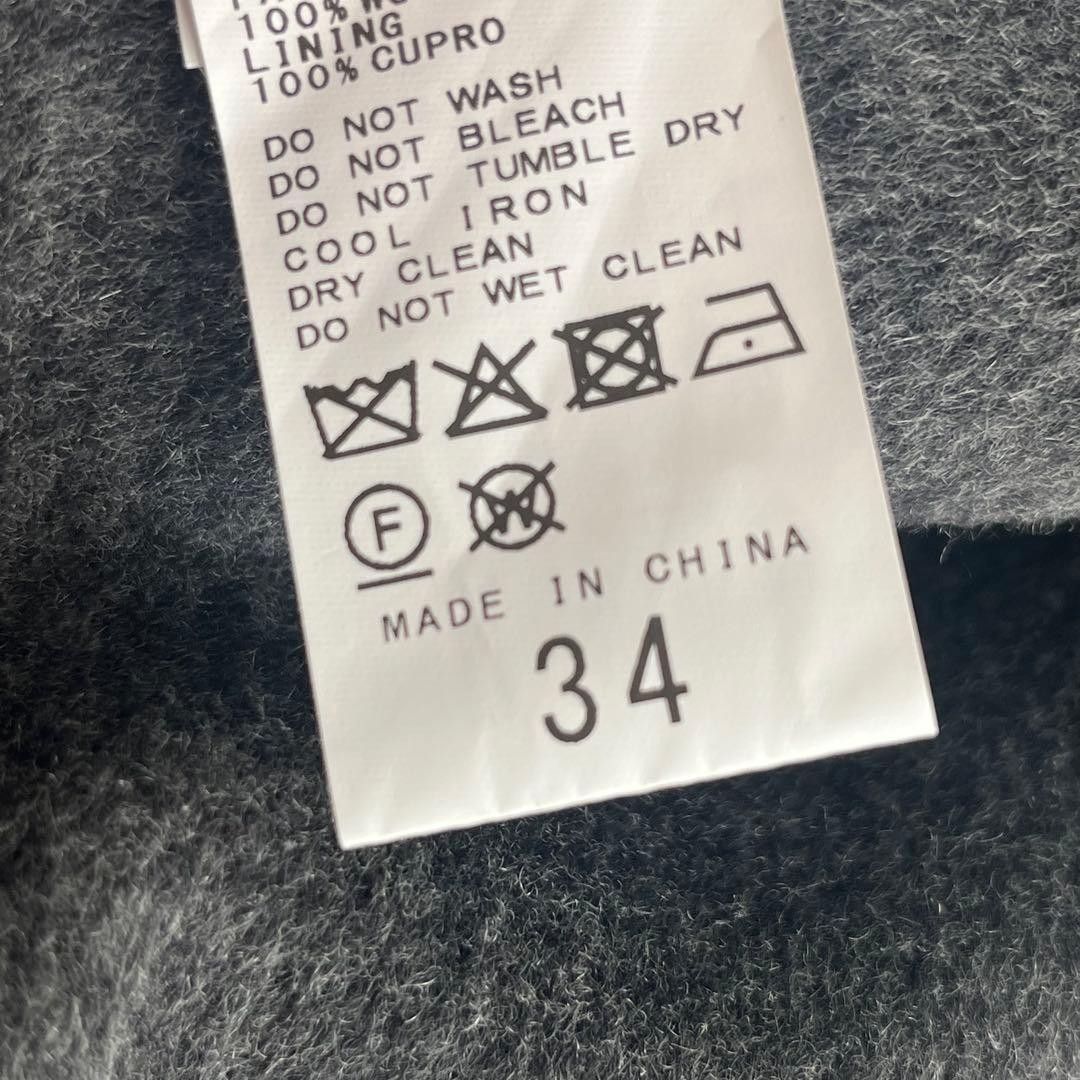 100%
LINING
100% CUPRO
DO NOT WASH
DO NOT BLEACH
DO NOT TUMBLE DRY
COOL IRON
DRY CLEAN
DO NOT WET CLEAN
F W
MADE IN CHINA
34